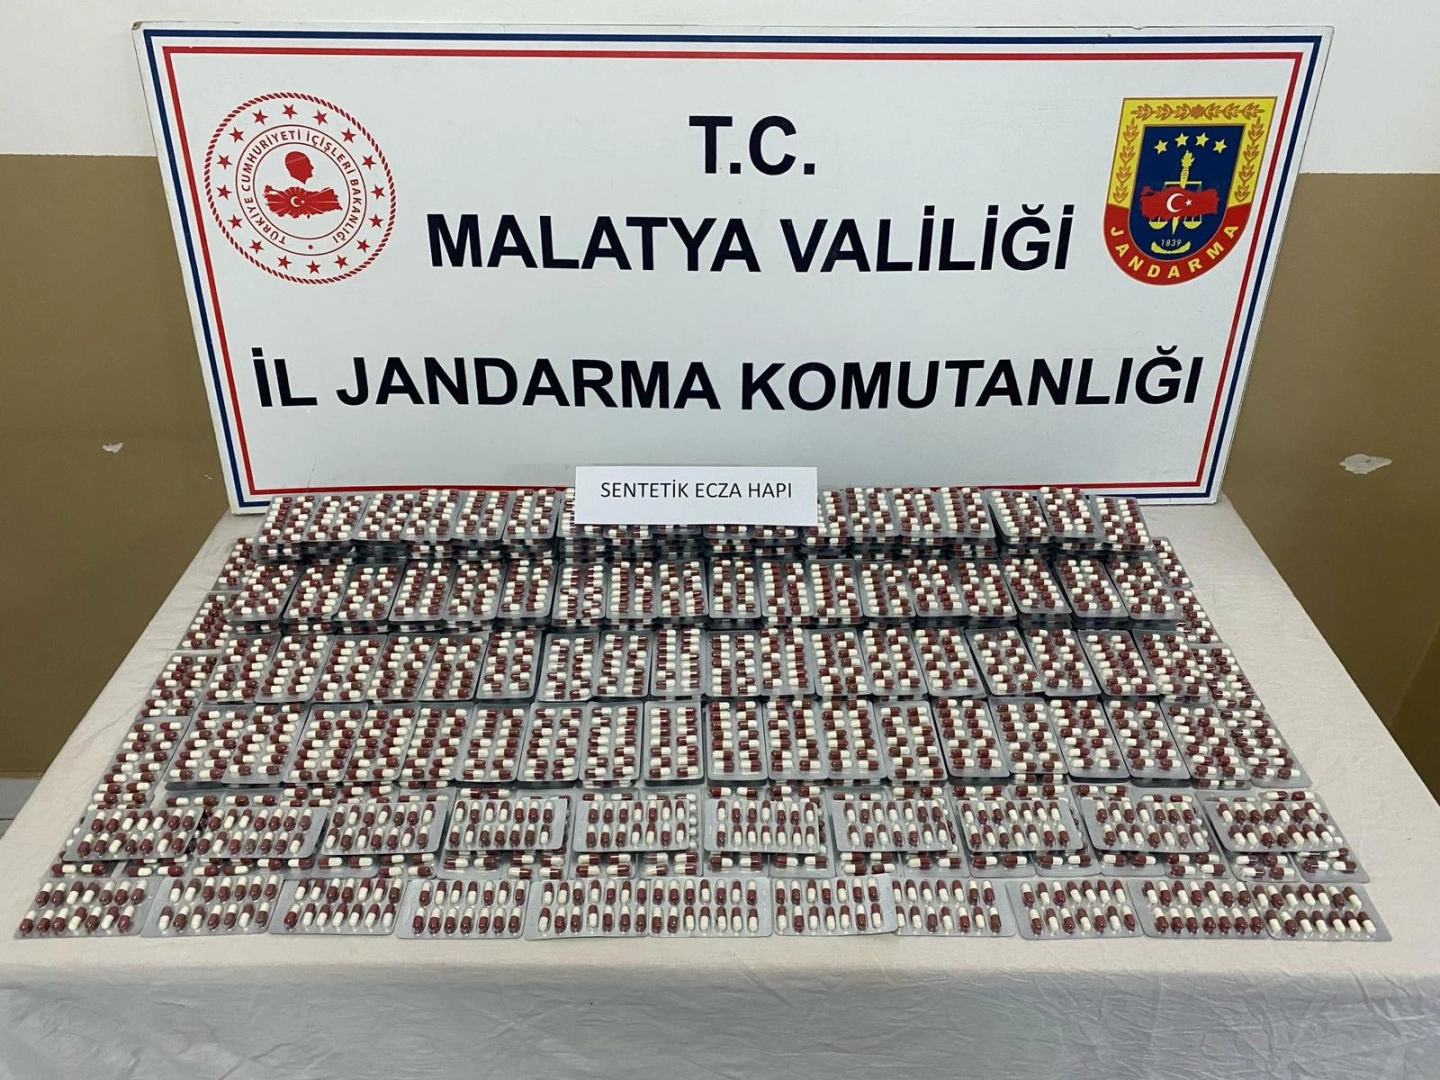 T.C.
MALATYA VALİLİĞİ
İL JANDARMA KOMUTANLIĞI
TÜRKİYE CUMHURİYETİ İÇİŞLERİ BAKANLIĞI
1839
JANDARMA
SENTETİK ECZA HAPI